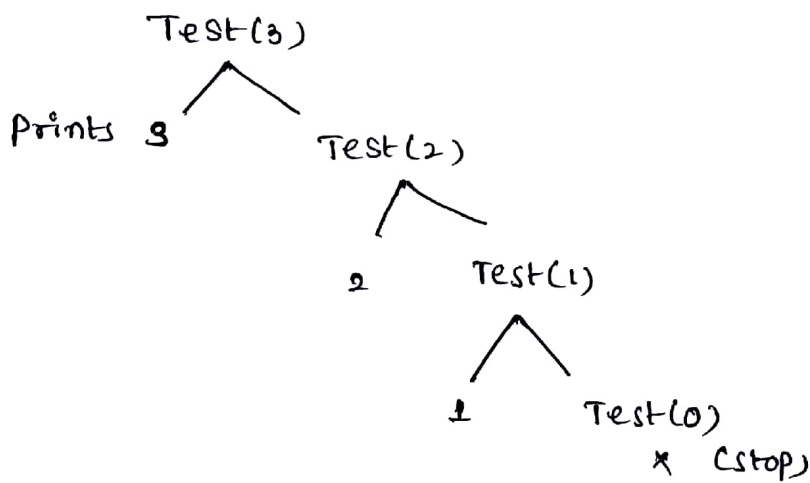 Test(3)
Prints 3
Test(2)
2
Test(1)
1
Test(0)
× (stop)